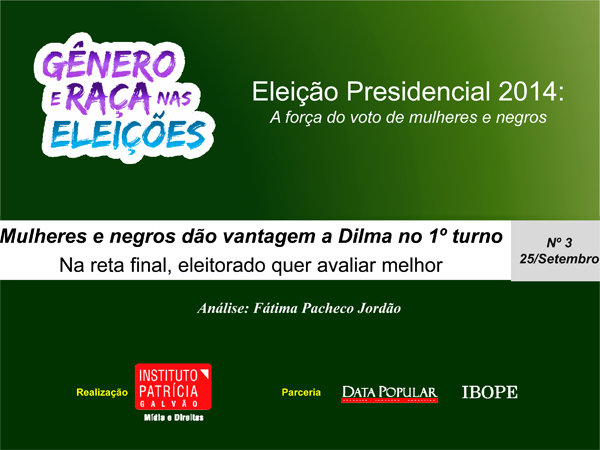 GÊNERO
E RAÇA NAS
ELEIÇÕES
Eleição Presidencial 2014:
A força do voto de mulheres e negros
Mulheres e negros dão vantagem a Dilma no 1º turno
Na reta final, eleitorado quer avaliar melhor
Nº 3
25/Setembro
Análise: Fátima Pacheco Jordão
Realização
INSTITUTO
PATRÍCIA
GALVÃO
Mídia e Direitos
Parceria
DATA POPULAR
IBOPE